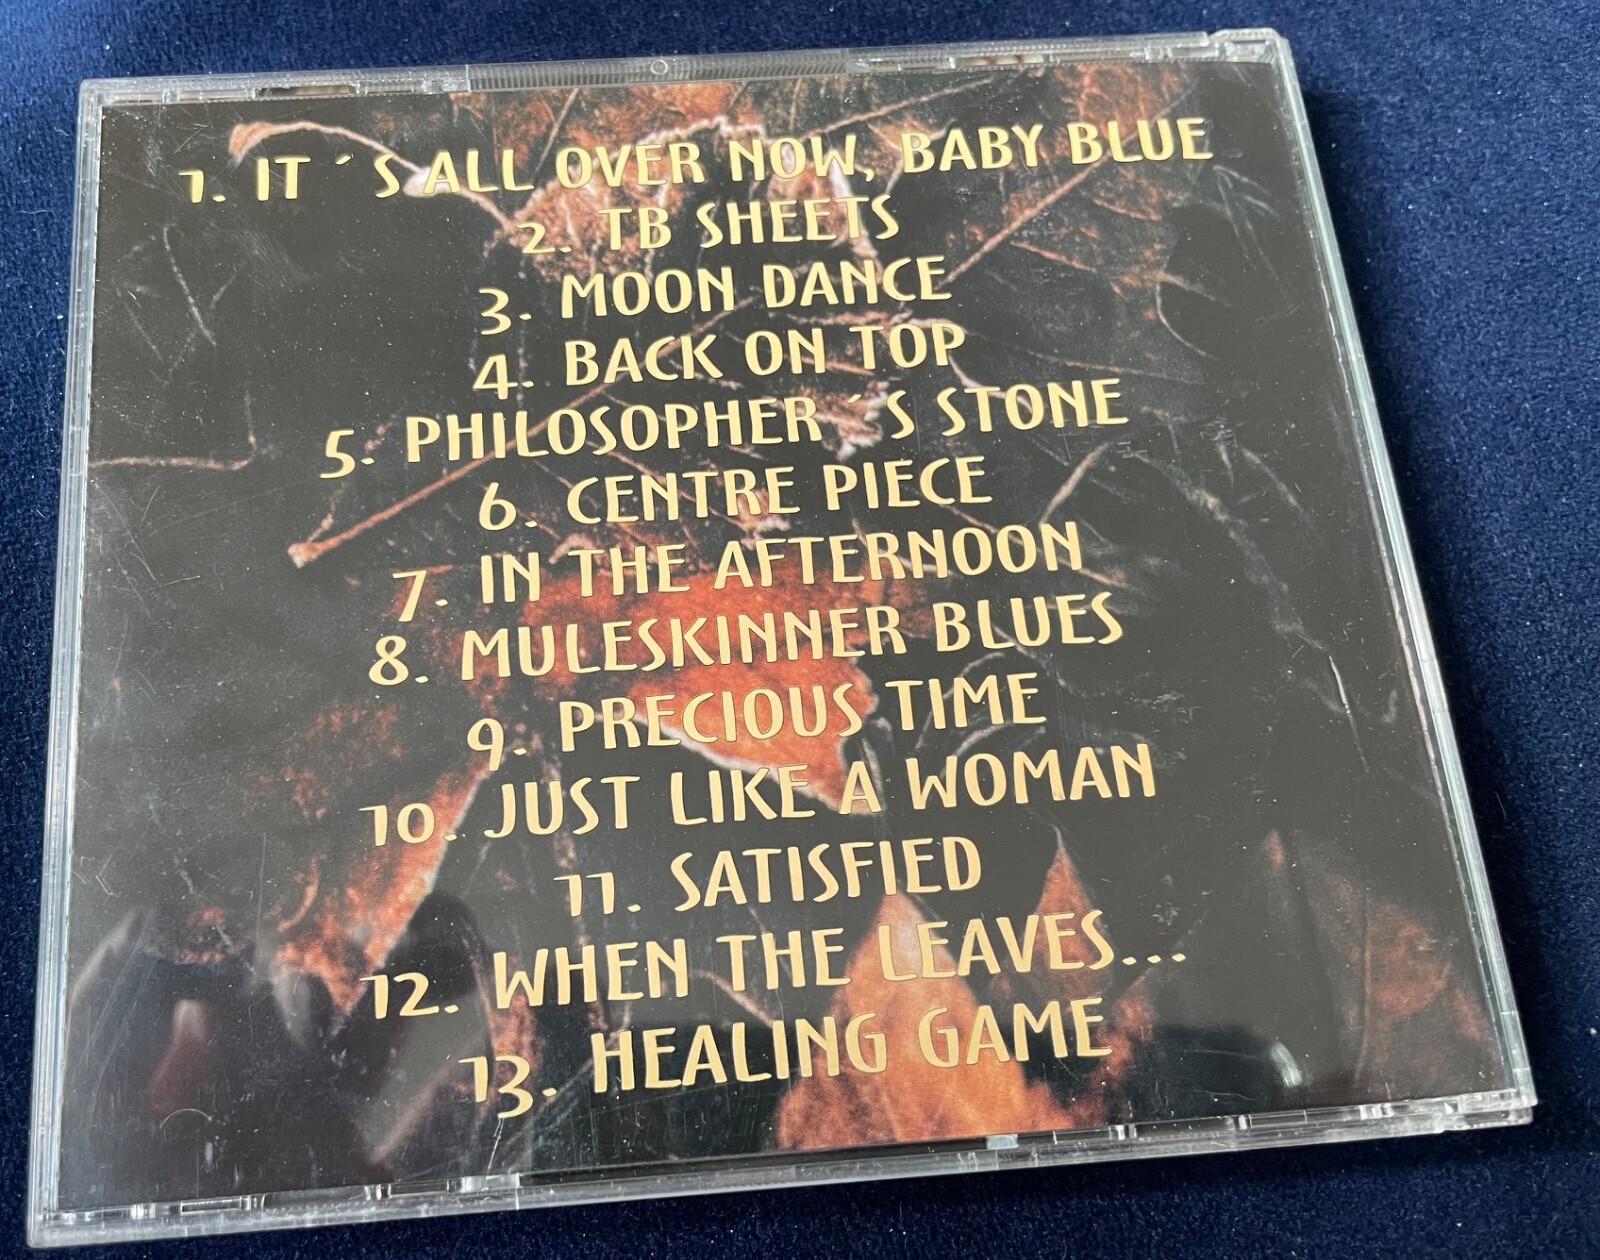 1. IT ´S ALL OVER NOW, BABY BLUE
2. TB SHEETS
3. MOON DANCE
4. BACK ON TOP
5. PHILOSOPHER ´S STONE
6. CENTRE PIECE
7. IN THE AFTERNOON
8. MULESKINNER BLUES
9. PRECIOUS TIME
10. JUST LIKE A WOMAN
11. SATISFIED
12. WHEN THE LEAVES...
13. HEALING GAME